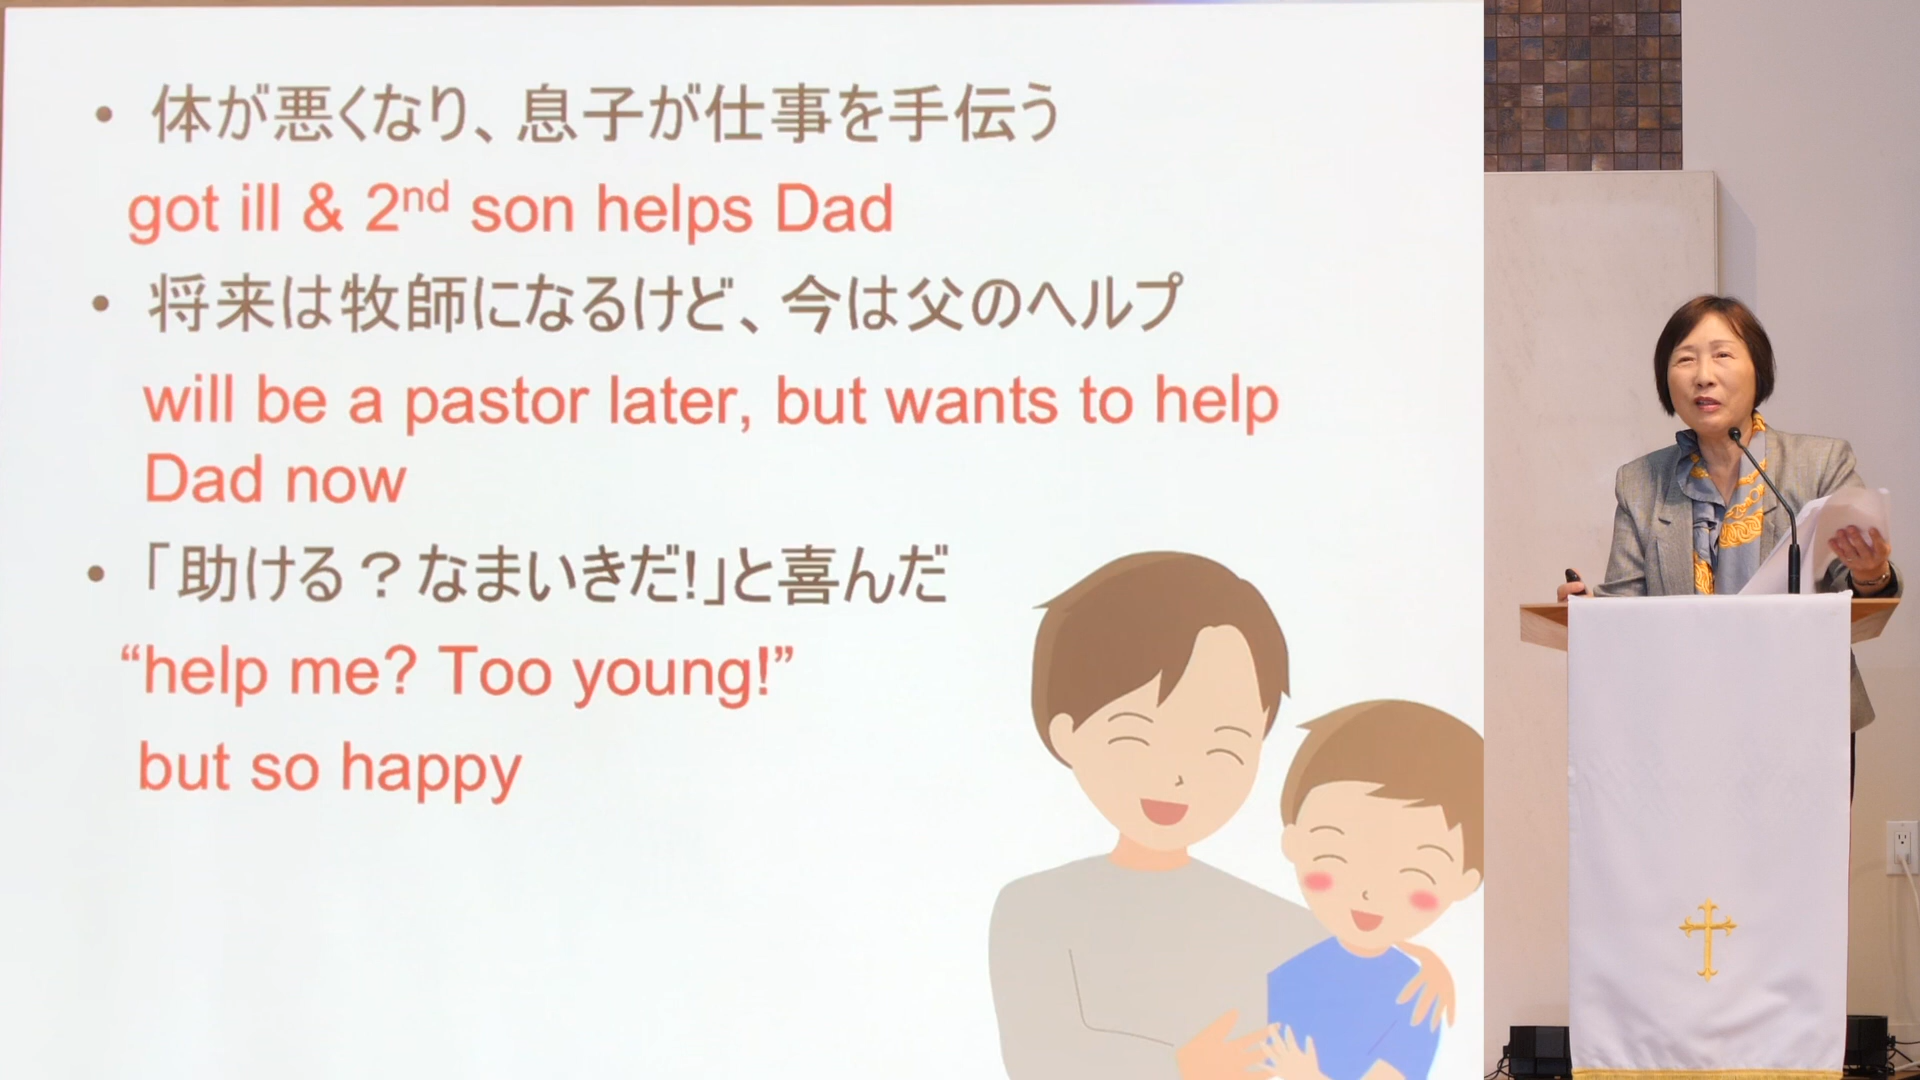 • 体が悪くなり、息子が仕事を手伝う
got ill & 2nd son helps Dad
• 将来は牧師になるけど、今は父のヘルプ
will be a pastor later, but wants to help
Dad now
• 「助ける？なまいきだ!」と喜んだ
“help me? Too young!”
but so happy